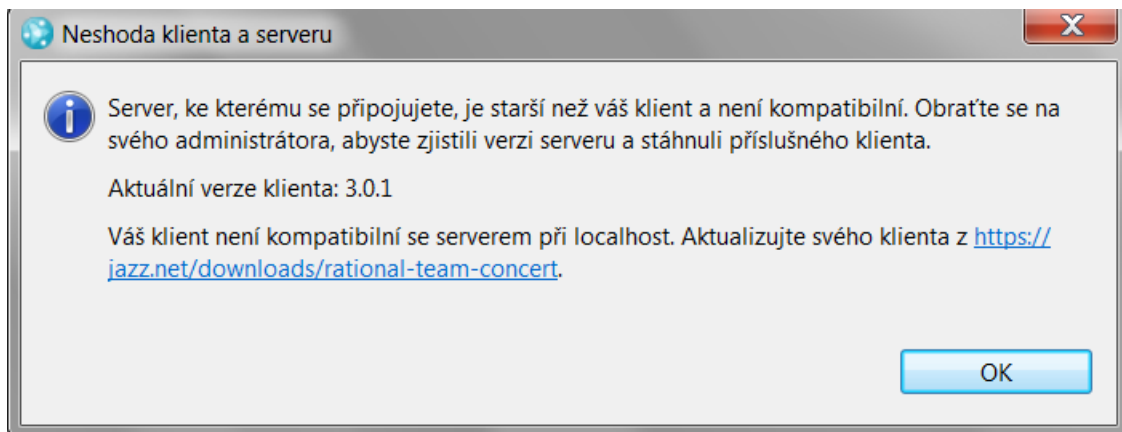 Neshoda klienta a serveru
Server, ke kterému se připojujete, je starší než váš klient a není kompatibilní. Obraťte se na
svého administrátora, abyste zjistili verzi serveru a stáhnuli příslušného klienta.
Aktuální verze klienta: 3.0.1
Váš klient není kompatibilní se serverem při localhost. Aktualizujte svého klienta z https://
jazz.net/downloads/rational-team-concert.
OK